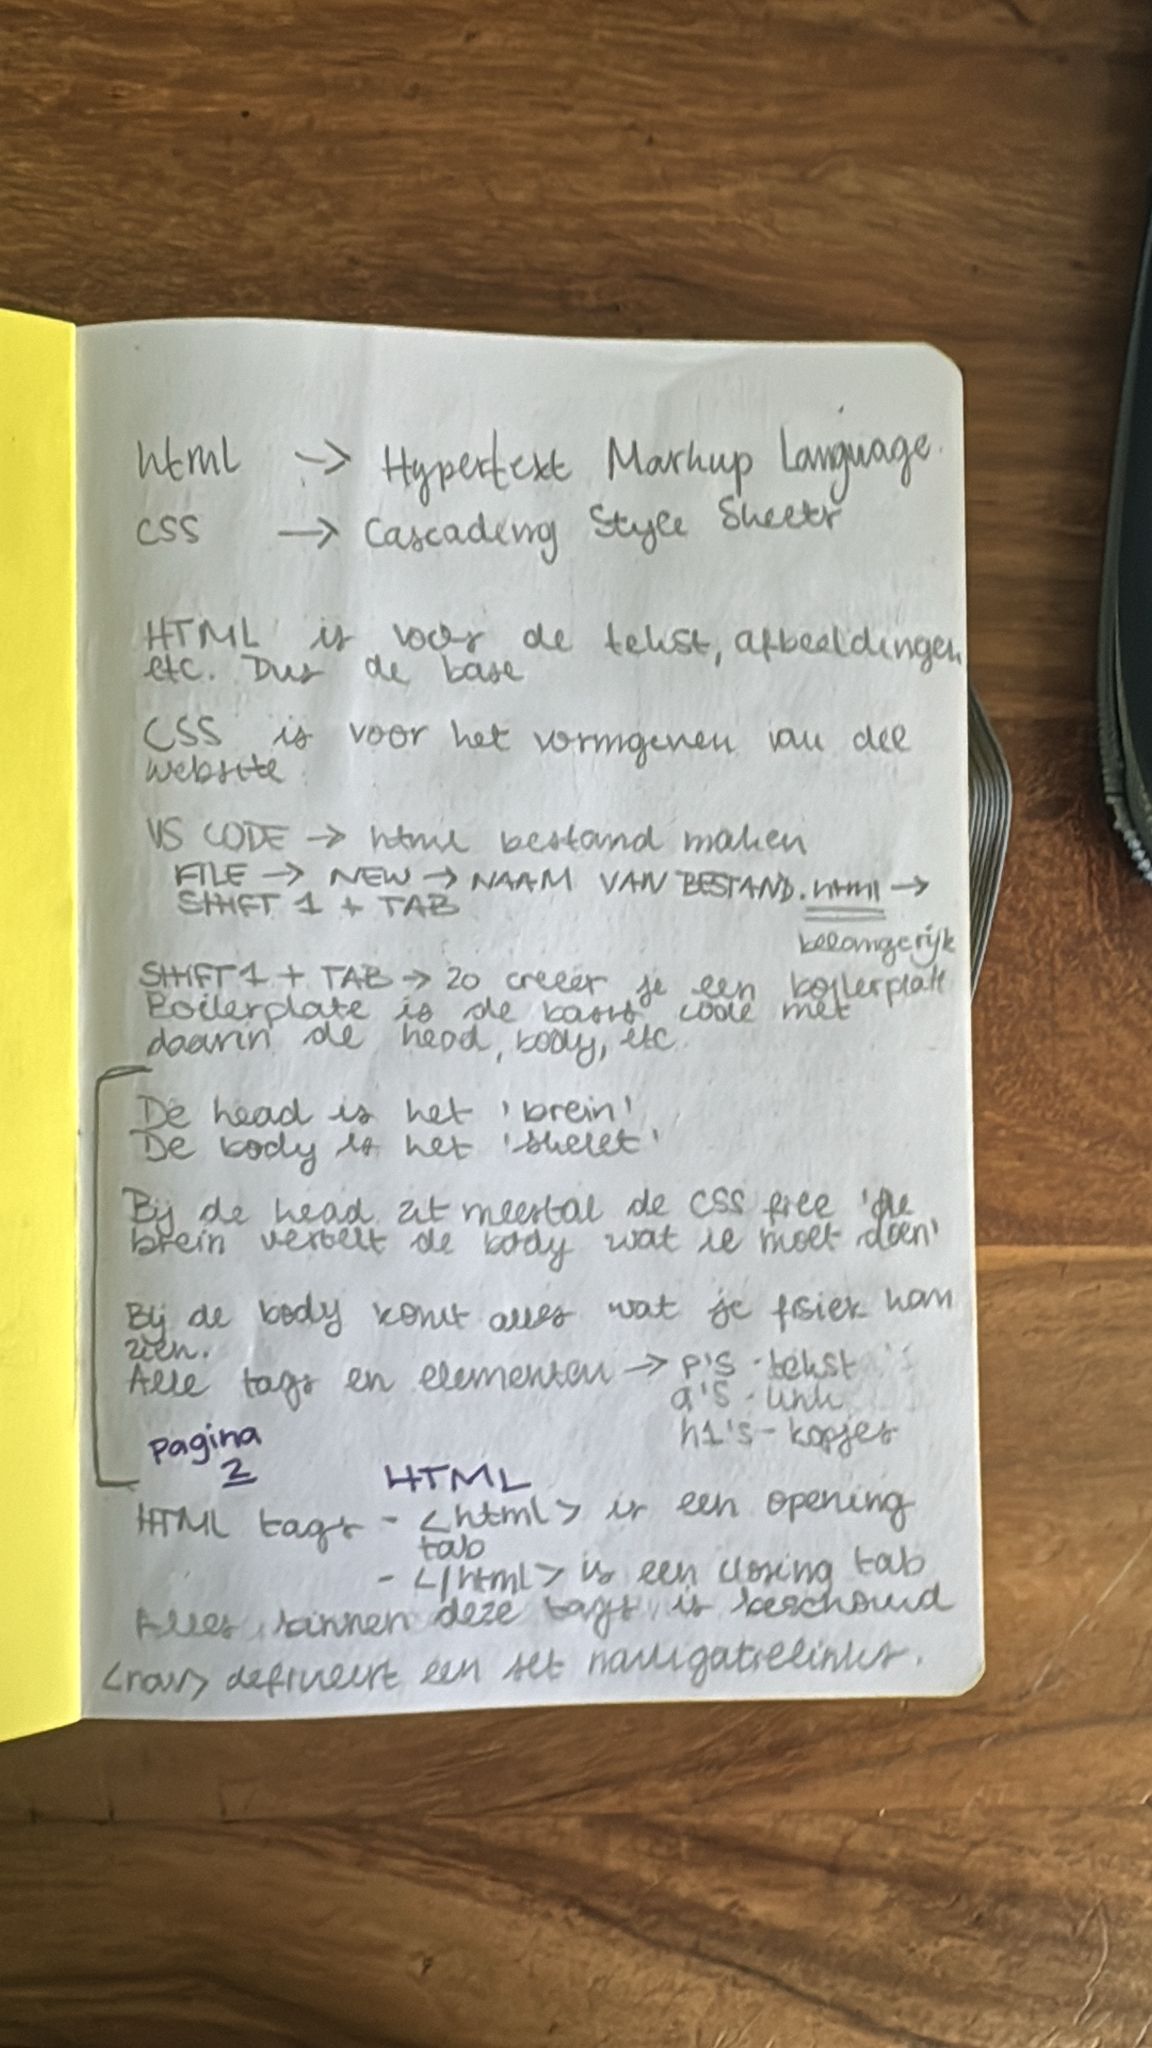 html -> Hypertext Markup Language.
CSS -> Cascading Style Sheets
HTML is voor de tekst, afbeeldingen
etc. Dus de base
CSS is voor het vormgeven van die
website
VS CODE -> html bestand maken
FILE -> NEW -> NAAM VAN BESTAND.html ->
SHIFT 1 + TAB
belangerijk
SHIFT 1 + TAB -> zo creëer je een boilerplate
Boilerplate is de basis code met
daarin de head, body, etc.
De head is het 'brein'
De body is het 'skelet'
Bij de head zit meestal de CSS 'de
brein vertelt de body wat ie moet doen'
Bij de body komt alles wat je fisiek kan
zien.
Alle tags en elementen -> p's - tekst
a's - link
h1's - kopjes
Pagina
2
HTML
HTML tags - <html> is een opening
tab
- </html> is een closing tab
Alles binnen deze tags is beschouwd
<nav> definieert een set navigatielinks.